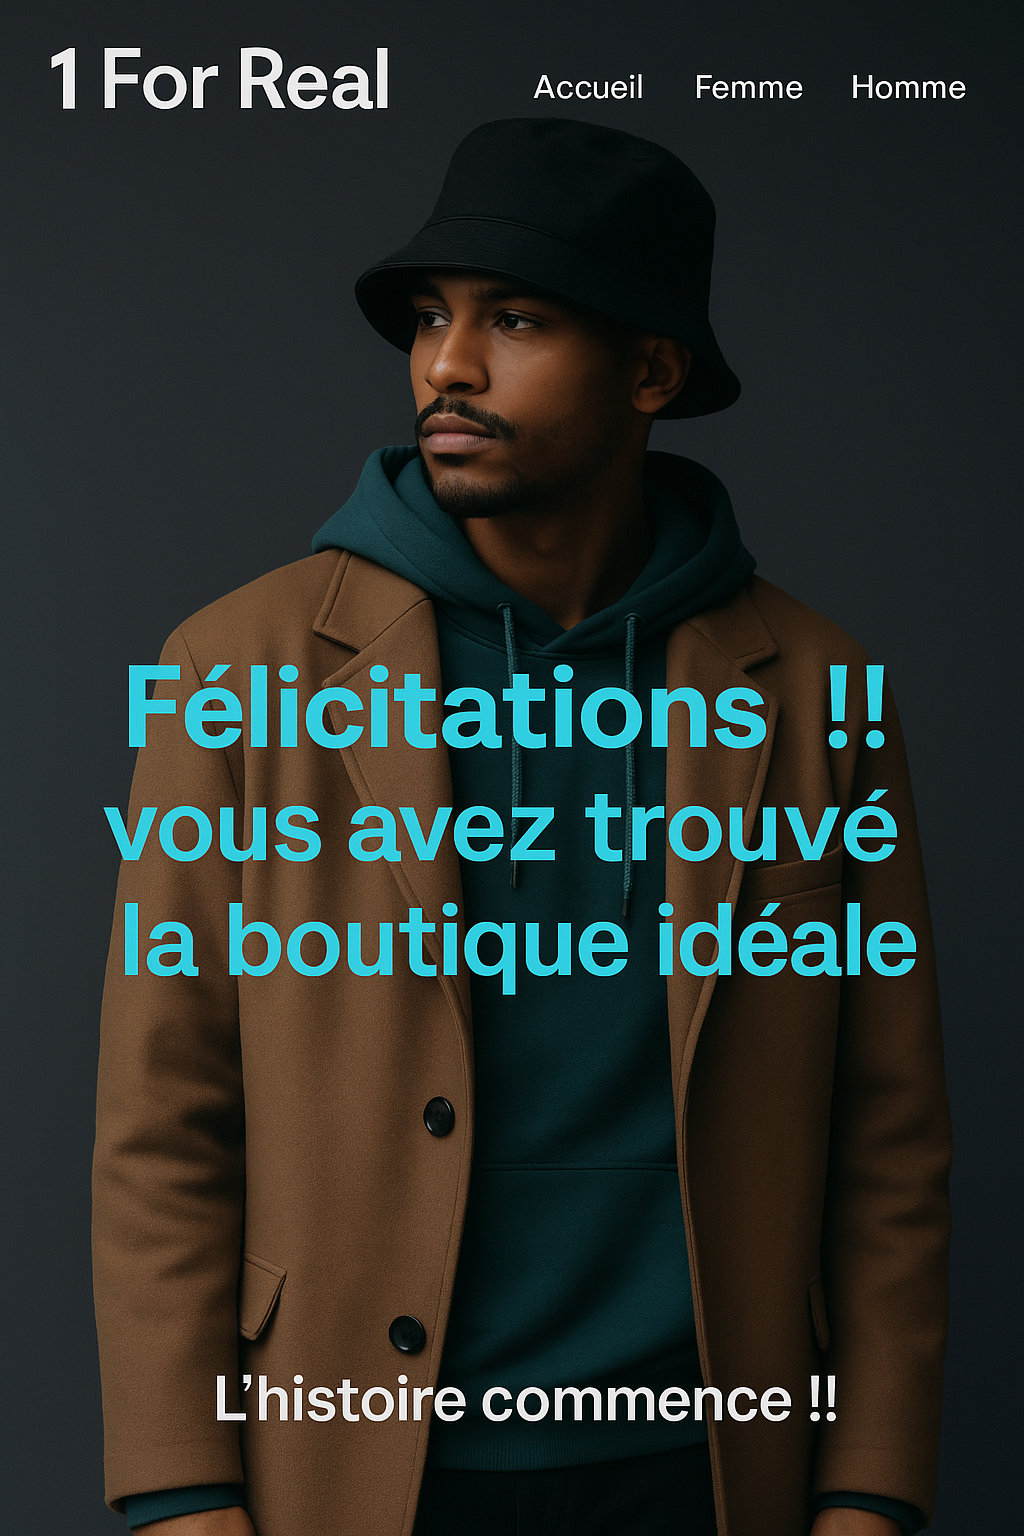 1 For Real
Accueil Femme Homme
Félicitations !!
vous avez trouvé
la boutique idéale
L’histoire commence !!